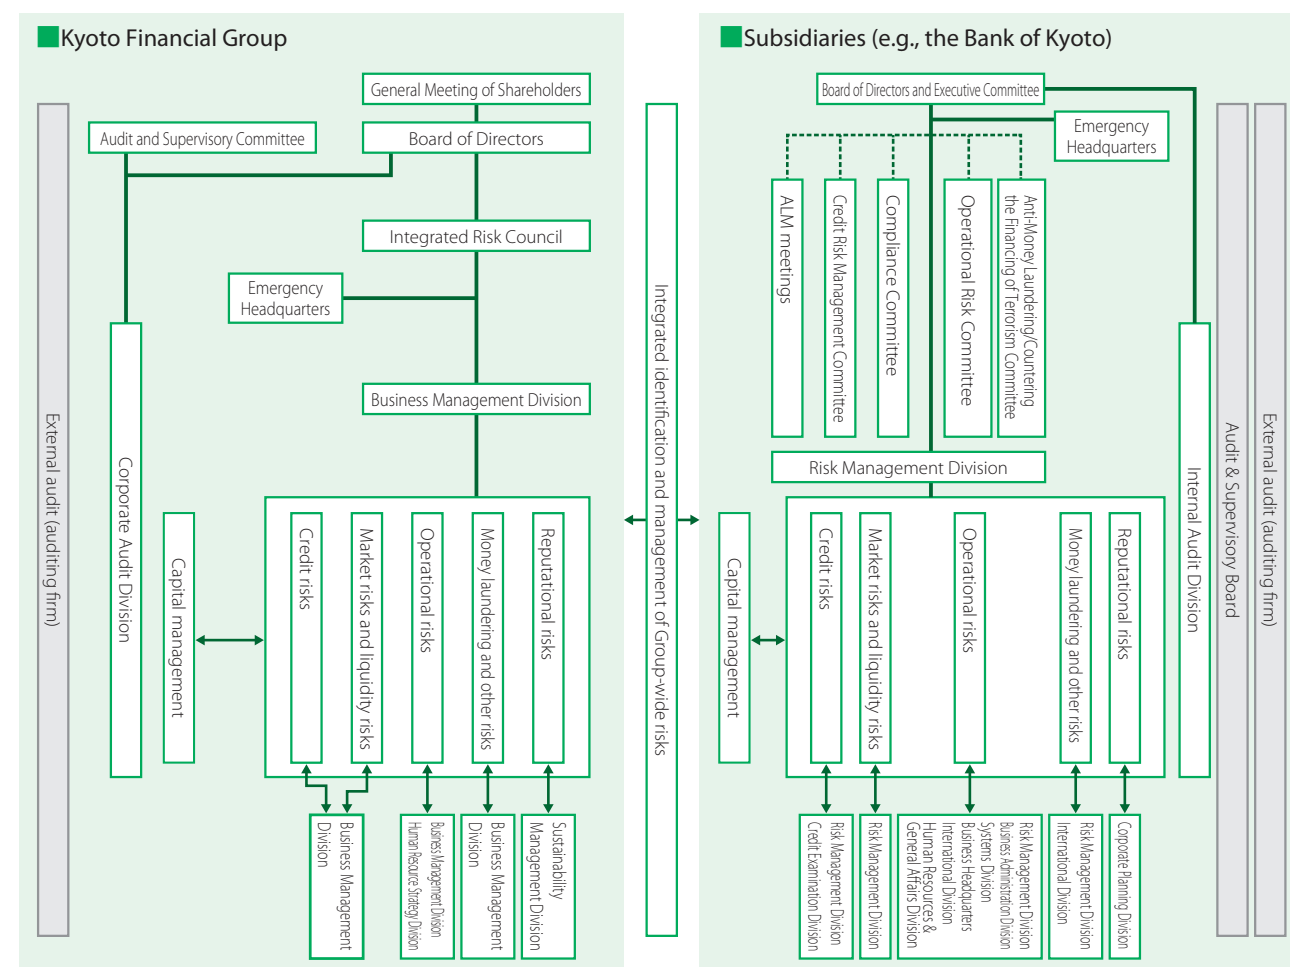 Kyoto Financial Group
General Meeting of Shareholders
Audit and Supervisory Committee
Board of Directors
Integrated Risk Council
Emergency
Headquarters
Business Management Division
External audit (auditing firm)
Corporate Audit Division
Capital management
Credit risks
Market risks and liquidity risks
Operational risks
Money laundering and other risks
Reputational risks
Business Management
Division
Business Management Division
Human Resource Strategy Division
Business Management
Division
Sustainability
Management Division
Integrated identification and management of Group-wide risks
Subsidiaries (e.g., the Bank of Kyoto)
Board of Directors and Executive Committee
Emergency
Headquarters
ALM meetings
Credit Risk Management Committee
Compliance Committee
Operational Risk Committee
Anti-Money Laundering/Countering
the Financing of Terrorism Committee
Risk Management Division
Capital management
Credit risks
Market risks and liquidity risks
Operational risks
Money laundering and other risks
Reputational risks
Risk Management Division
Credit Examination Division
Risk Management Division
Risk Management Division
Business Administration Division
Systems Division
Business Headquarters
International Division
Human Resources &
General Affairs Division
Risk Management Division
International Division
Corporate Planning Division
Internal Audit Division
Audit & Supervisory Board
External audit (auditing firm)